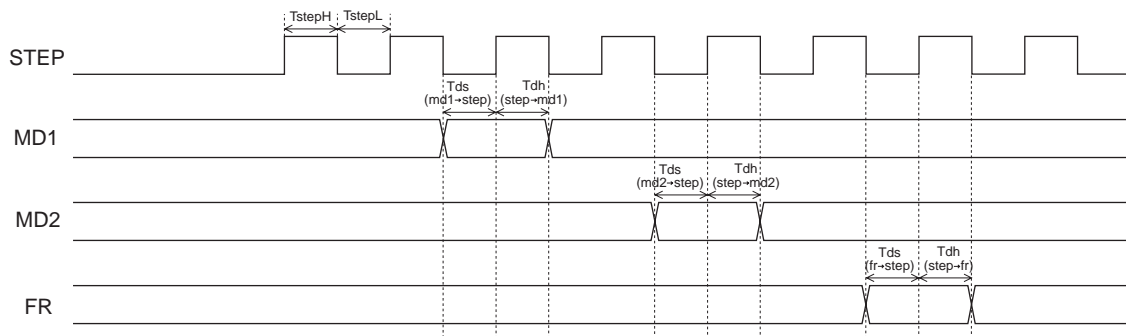 TstepH TstepL
STEP
Tds Tdh
(md1→step) (step→md1)
MD1
Tds Tdh
(md2→step) (step→md2)
MD2
Tds Tdh
(fr→step) (step→fr)
FR